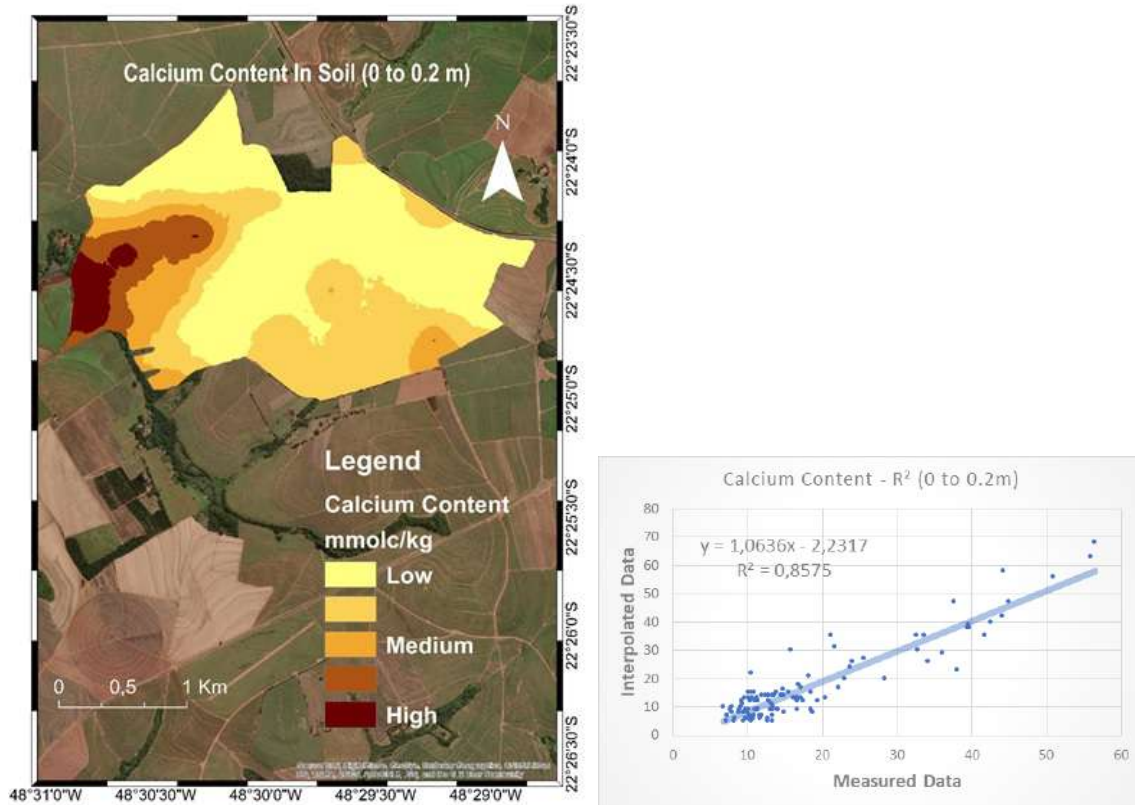 Calcium Content In Soil (0 to 0.2 m)
N
22°23'30"S
22°24'0"S
22°24'30"S
22°25'0"S
22°25'30"S
22°26'0"S
22°26'30"S
Legend
Calcium Content
mmolc/kg
Low
Medium
High
0 0,5 1 Km
48°31'0"W 48°30'30"W 48°30'0"W 48°29'30"W 48°29'0"W
Calcium Content - R² (0 to 0.2m)
y = 1,0636x - 2,2317
R² = 0,8575
Interpolated Data
80
70
60
50
40
30
20
10
0
0 10 20 30 40 50 60
Measured Data